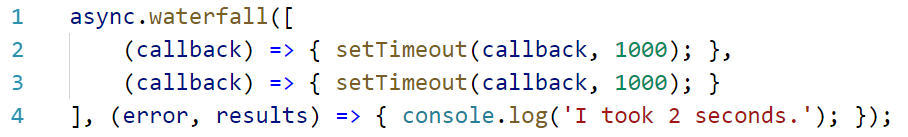 1 async.waterfall([
2     (callback) => { setTimeout(callback, 1000); },
3     (callback) => { setTimeout(callback, 1000); }
4 ], (error, results) => { console.log('I took 2 seconds.'); });